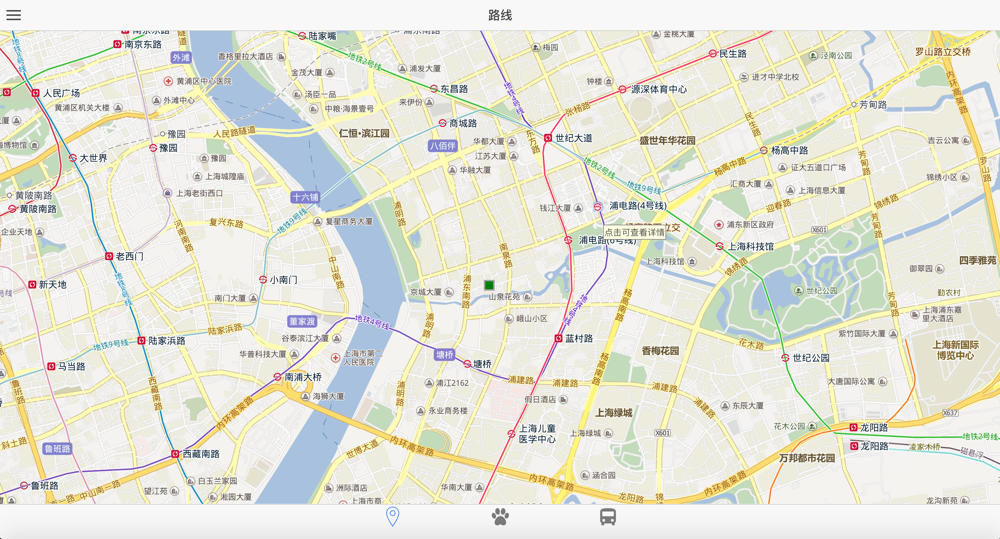 路线
南京东路
陆家嘴
浦东南路
金桃大厦
隧道
南京东路
地铁8号线
外滩
香格里拉大酒店
地铁2号线
梅园
民生路
泾南公园
罗山路立交桥
金茂大厦
浦发大厦
黄浦区中心医院
钟楼
进才中学北校
内环高架路
人民广场
外滩中心
汤臣一品
东昌路
地铁4号线
源深体育中心
黄浦区机关大楼
中粮·海景壹号
来伊份
张杨路
芳甸路
大厦
豫园
人民路隧道
仁恒·滨江园
商城路
东方路
世纪大道
盛世年华花园
民生路
吉云公寓
海博物馆
豫园
八佰伴
华都大厦
杨高中路
大世界
豫园
江苏大厦
地铁2号线
杨高中路
芳甸路
罗山路
上海城隍庙
华融大厦
证大五道口广场
锦绣小区
黄陂南路
上海老街西口
十六铺
地铁9号线
汇商大厦
上海信息大厦
黄陂南路
浦明路
钱江大厦
浦电路(4号线)
迎春路
锦绣路
企业天地
河南南路
复兴东路
地铁9号线
复星商务大厦
点击可查看详情
浦东新区政府
X601
芳甸路
浦电路(6号线)
上海科技馆
老西门
中山南路
南泉路
上海科技馆
锦绣路
四季雅苑
御翠园
新天地
地铁8号线
小南门
浦东南路
京城大厦
山泉花苑
地铁4号线
杨高南路
世纪公园
勤农村
号线
南门大厦
芳甸路
上海浦东嘉
里大酒店
董家渡
地铁4号线
浦明路
峨山小区
陆家浜路
谷泰滨江大厦
蓝村路
紫竹国际大厦
地铁9号线
陆家浜路
花木路
上海新国际
博览中心
华普科技大厦
上海市第二
人民医院
塘桥
塘桥
香梅花园
世纪公园
马当路
南浦大桥
浦建路
浦建路
杨高南路
浦建路
大唐国际公寓
鲁班路
西藏南路
浦明路
浦江2162
海狮大厦
假日酒店
浦建路
东辰大厦
内环高架路
永业商务楼
上海绿城
X637
斜土路
上海儿童
医学中心
上海绿城
X601
花木公园
龙阳路
地铁2号线
鲁班路
西藏南路
世博大道
内环高架路
龙阳路
凌家木桥
磁悬浮
万邦都市花园
鲁班路
中山南一路
白玉兰家园
望江苑
淞园大厦
洲际酒店
华南大厦
涵合园
内环高架路
内环高架路
龙阳路
锦
南一路
上海市商
龙沟新苑